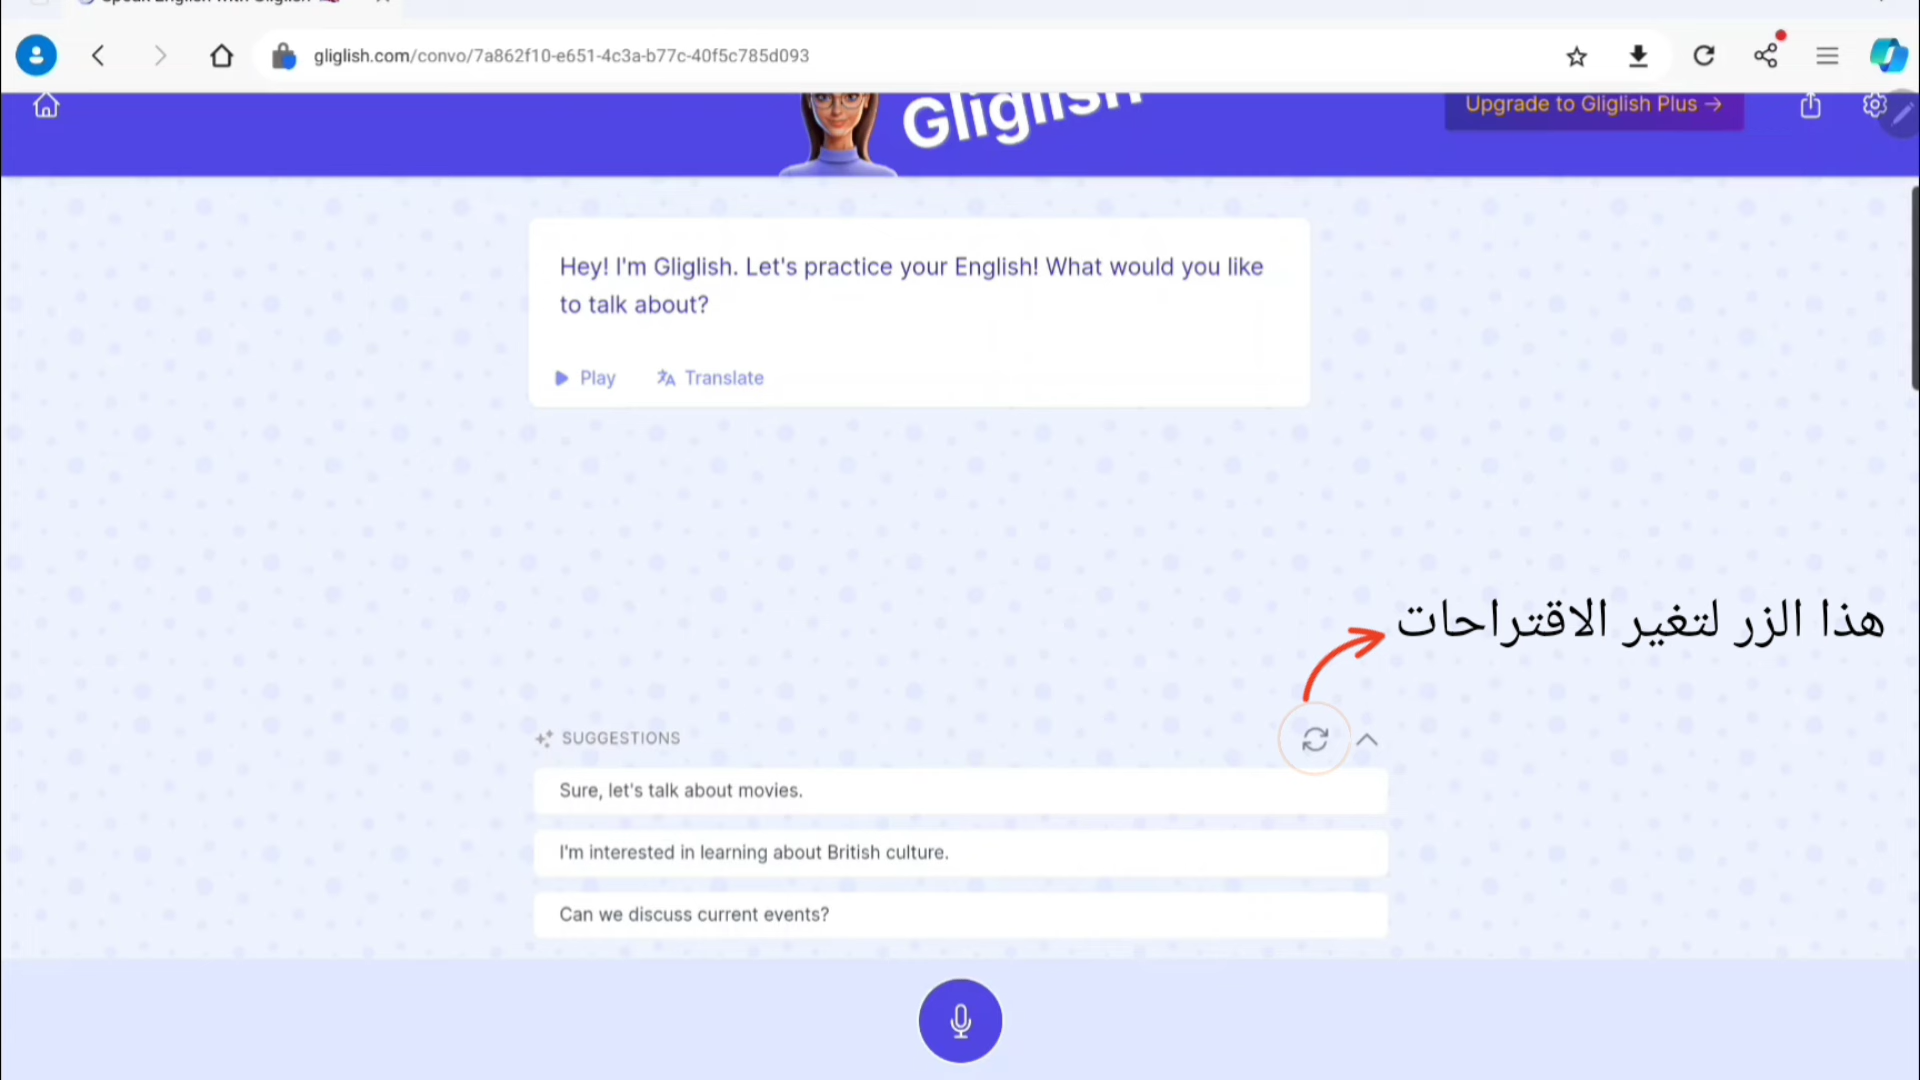 gliglish.com/convo/7a862f10-e651-4c3a-b77c-40f5c785d093
Gliglish
Upgrade to Gliglish Plus →
Hey! I'm Gliglish. Let's practice your English! What would you like
to talk about?
Play
Translate
هذا الزر لتغير الاقتراحات
SUGGESTIONS
Sure, let's talk about movies.
I'm interested in learning about British culture.
Can we discuss current events?